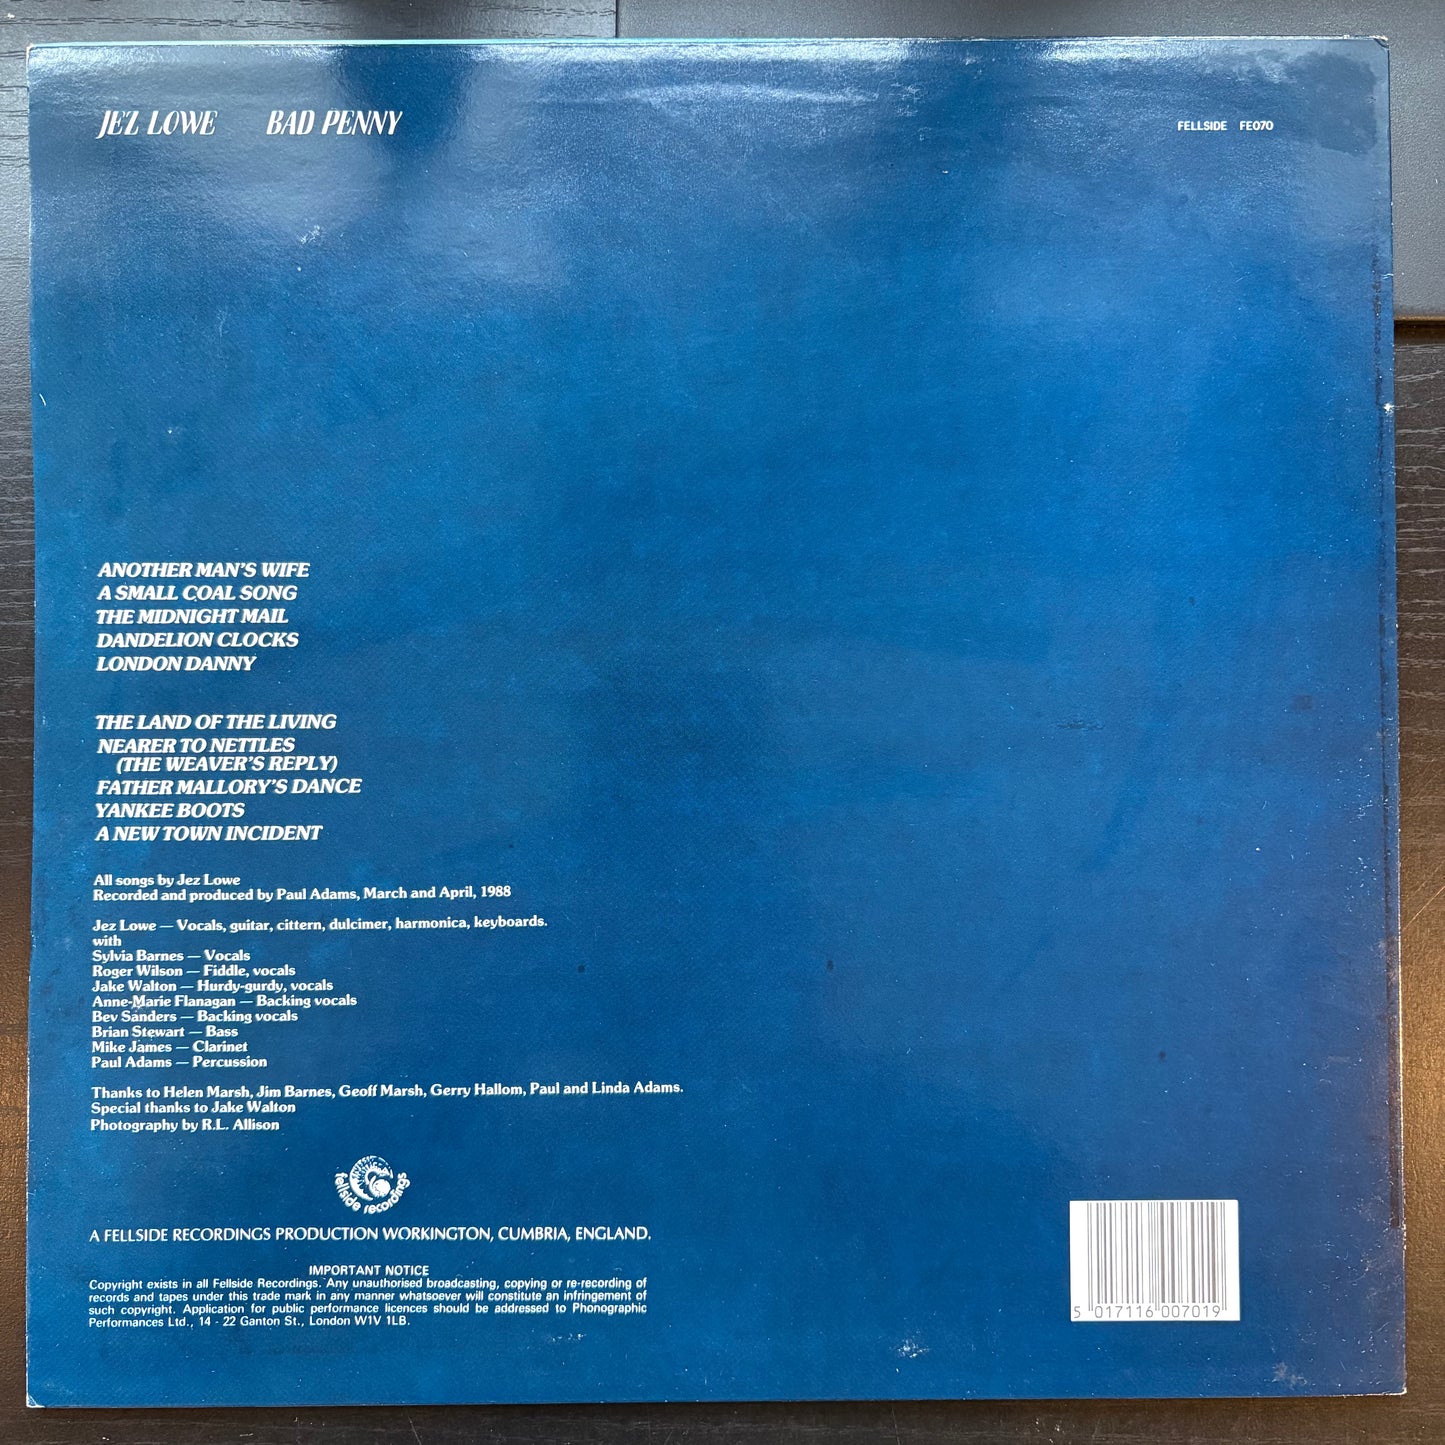 JEZ LOWE BAD PENNY
FELLSIDE FE070
ANOTHER MAN'S WIFE
A SMALL COAL SONG
THE MIDNIGHT MAIL
DANDELION CLOCKS
LONDON DANNY
THE LAND OF THE LIVING
NEARER TO NETTLES
(THE WEAVER'S REPLY)
FATHER MALLORY'S DANCE
YANKEE BOOTS
A NEW TOWN INCIDENT
All songs by Jez Lowe
Recorded and produced by Paul Adams, March and April, 1988
Jez Lowe — Vocals, guitar, cittern, dulcimer, harmonica, keyboards.
with
Sylvia Barnes — Vocals
Roger Wilson — Fiddle, vocals
Jake Walton — Hurdy-gurdy, vocals
Anne-Marie Flanagan — Backing vocals
Bev Sanders — Backing vocals
Brian Stewart — Bass
Mike James — Clarinet
Paul Adams — Percussion
Thanks to Helen Marsh, Jim Barnes, Geoff Marsh, Gerry Hallom, Paul and Linda Adams.
Special thanks to Jake Walton
Photography by R.L. Allison
fellside recordings
A FELLSIDE RECORDINGS PRODUCTION WORKINGTON, CUMBRIA, ENGLAND.
IMPORTANT NOTICE
Copyright exists in all Fellside Recordings. Any unauthorised broadcasting, copying or re-recording of
records and tapes under this trade mark in any manner whatsoever will constitute an infringement of
such copyright. Application for public performance licences should be addressed to Phonographic
Performances Ltd., 14 - 22 Ganton St., London W1V 1LB.
5 017116 007019